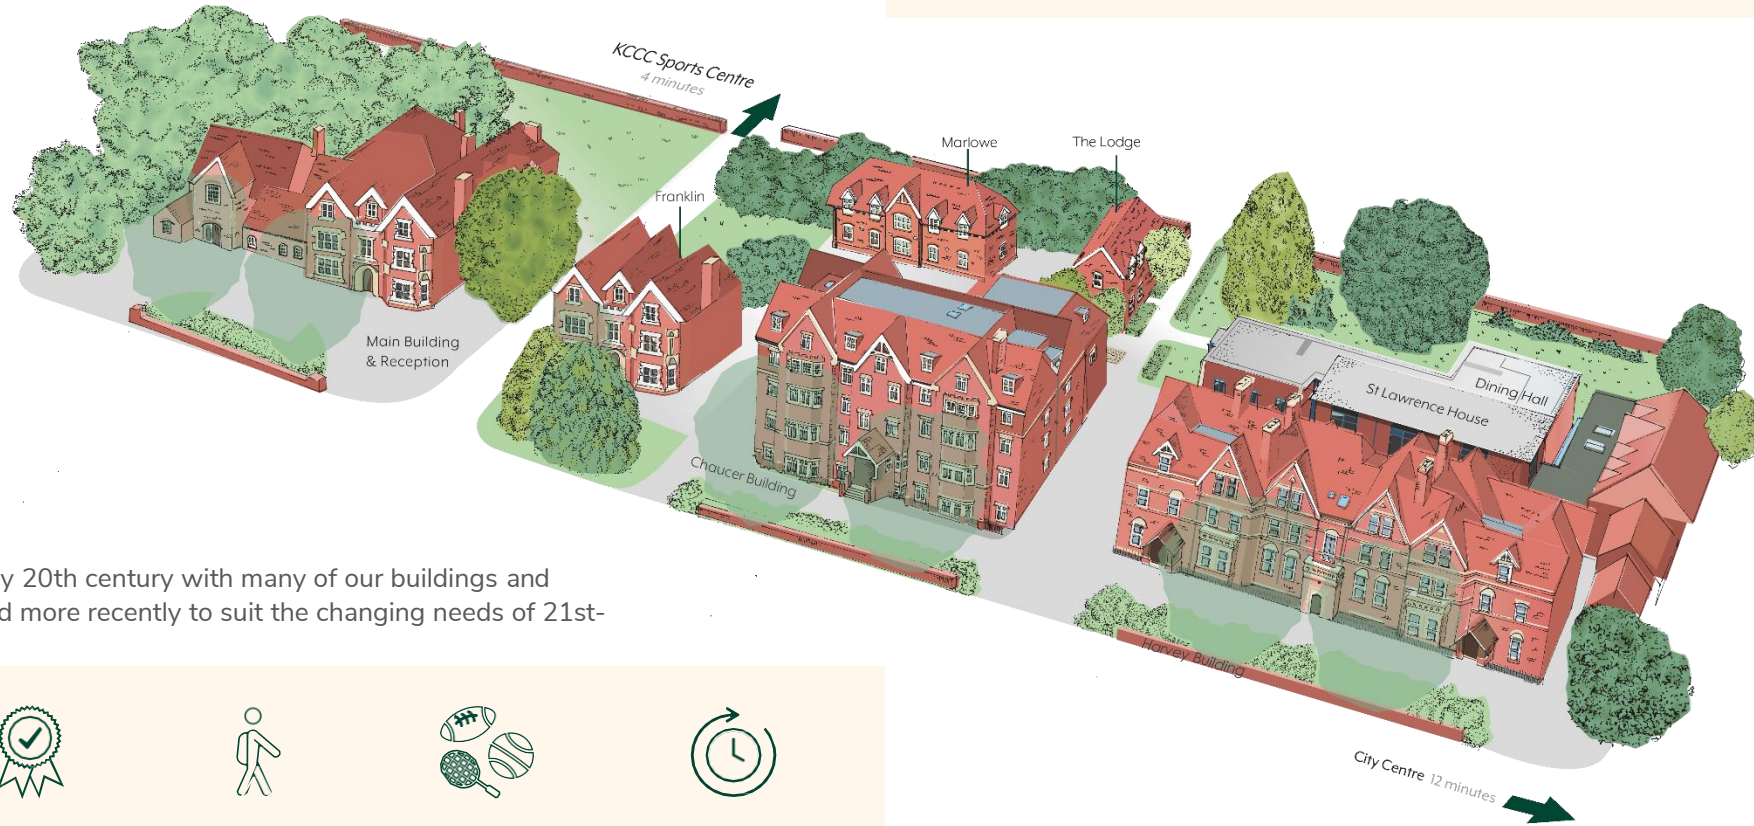 KCCC Sports Centre
4 minutes
Marlowe
The Lodge
Franklin
Main Building
& Reception
Dining Hall
St Lawrence House
Chaucer Building
Harvey Building
y 20th century with many of our buildings and
d more recently to suit the changing needs of 21st-
City Centre 12 minutes